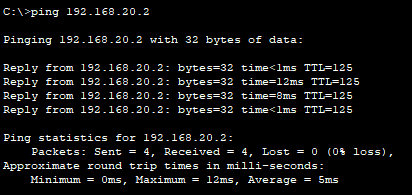 C:\>ping 192.168.20.2
Pinging 192.168.20.2 with 32 bytes of data:
Reply from 192.168.20.2: bytes=32 time<1ms TTL=125
Reply from 192.168.20.2: bytes=32 time=12ms TTL=125
Reply from 192.168.20.2: bytes=32 time=8ms TTL=125
Reply from 192.168.20.2: bytes=32 time<1ms TTL=125
Ping statistics for 192.168.20.2:
Packets: Sent = 4, Received = 4, Lost = 0 (0% loss),
Approximate round trip times in milli-seconds:
Minimum = 0ms, Maximum = 12ms, Average = 5ms